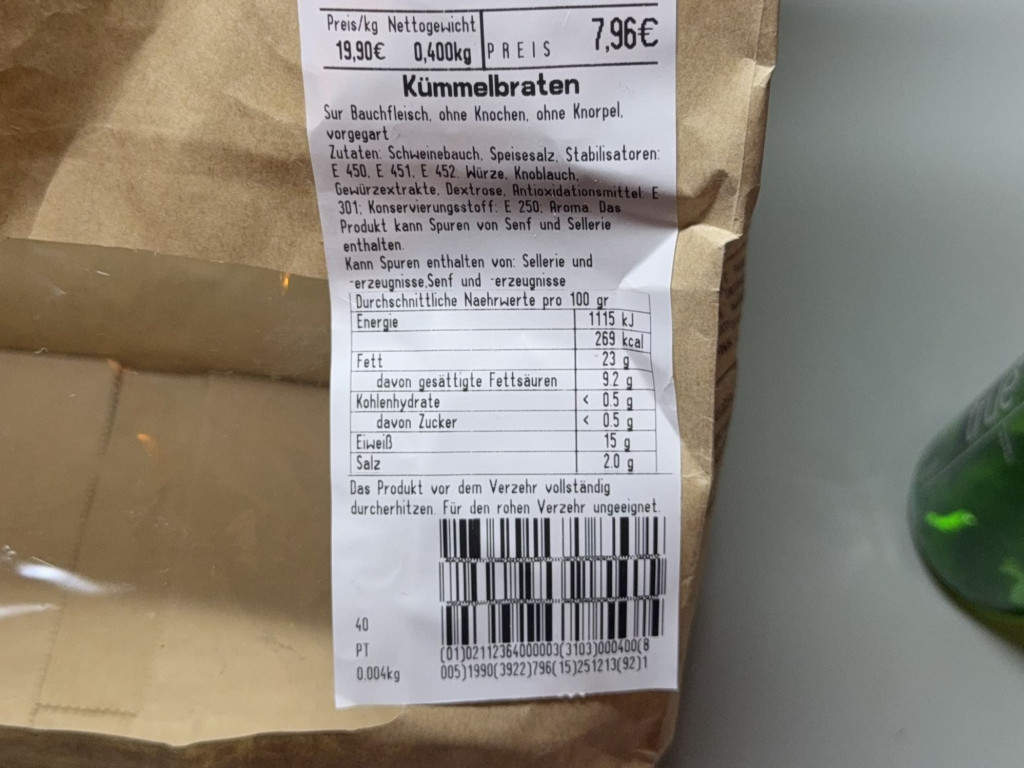 Preis/kg Nettogewicht
19,90€ 0,400kg PREIS 7,96€
Kümmelbraten
Sur Bauchfleisch, ohne Knochen, ohne Knorpel,
vorgegart
Zutaten: Schweinebauch, Speisesalz, Stabilisatoren:
E 450, E 451, E 452, Würze, Knoblauch,
Gewürzextrakte, Dextrose, Antioxidationsmittel: E
301; Konservierungsstoff: E 250; Aroma. Das
Produkt kann Spuren von Senf und Sellerie
enthalten.
Kann Spuren enthalten von: Sellerie und
-erzeugnisse,Senf und -erzeugnisse
Durchschnittliche Naehrwerte pro 100 gr
Energie 1115 kJ
269 kcal
Fett 23 g
davon gesättigte Fettsäuren 9.2 g
Kohlenhydrate < 0.5 g
davon Zucker < 0.5 g
Eiweiß 15 g
Salz 2.0 g
Das Produkt vor dem Verzehr vollständig
durcherhitzen. Für den rohen Verzehr ungeeignet.
40
PT
0,004kg
(01)02112364000003(3103)000400(8
005)1990(3922)796(15)251213(92)1